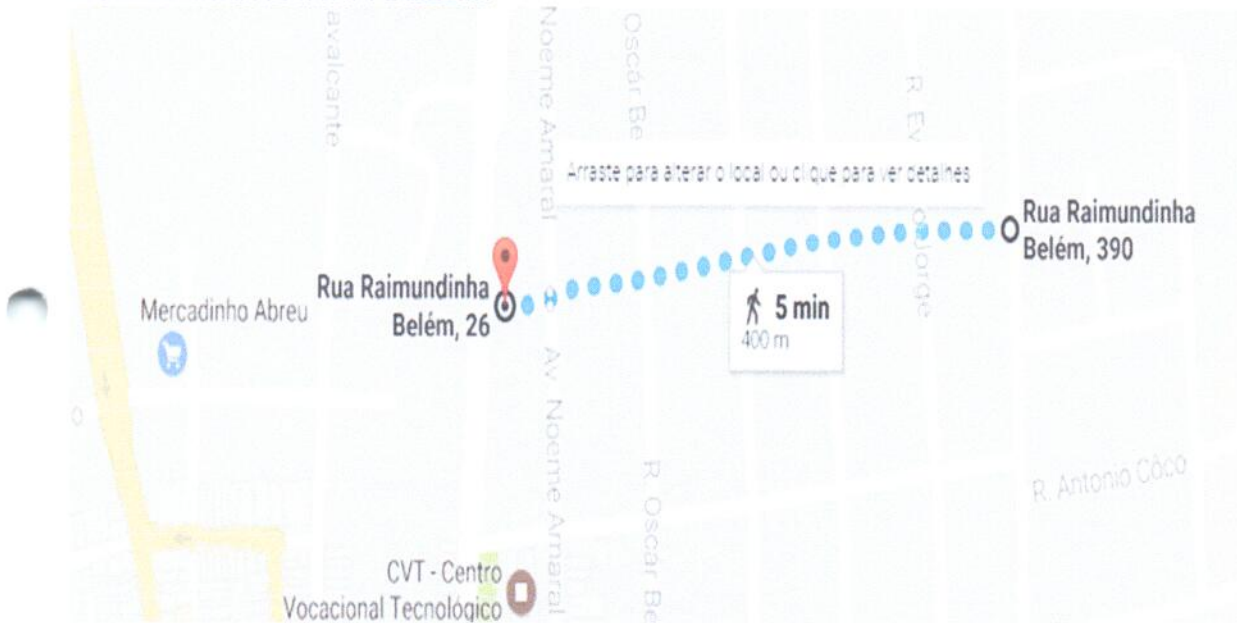 avalcante
Noeme Amaral
Oscár Be
R. Ev
o Jorge
Arraste para alterar o local ou clique para ver detalhes
Rua Raimundinha
Belém, 390
Rua Raimundinha
Belém, 26
Mercadinho Abreu
5 min
400 m
Av. Noeme Amaral
R. Oscár Be
R. Antonio Côco
CVT - Centro
Vocacional Tecnológico